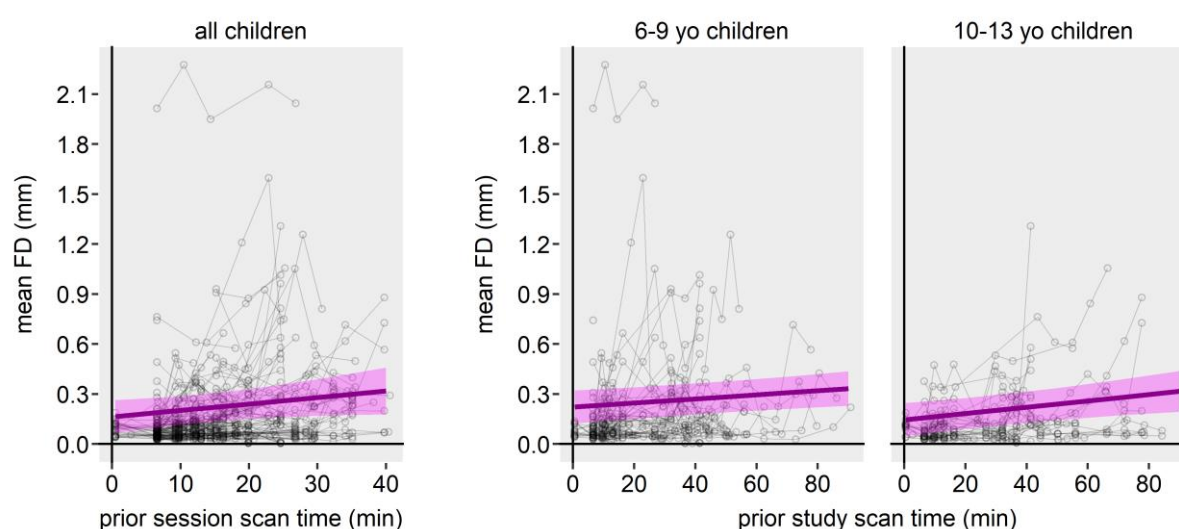 all children
6-9 yo children
10-13 yo children
mean FD (mm)
2.1
1.8
1.5
1.2
0.9
0.6
0.3
0.0
0 10 20 30 40
prior session scan time (min)
mean FD (mm)
2.1
1.8
1.5
1.2
0.9
0.6
0.3
0.0
0 20 40 60 80
0 20 40 60 80
prior study scan time (min)